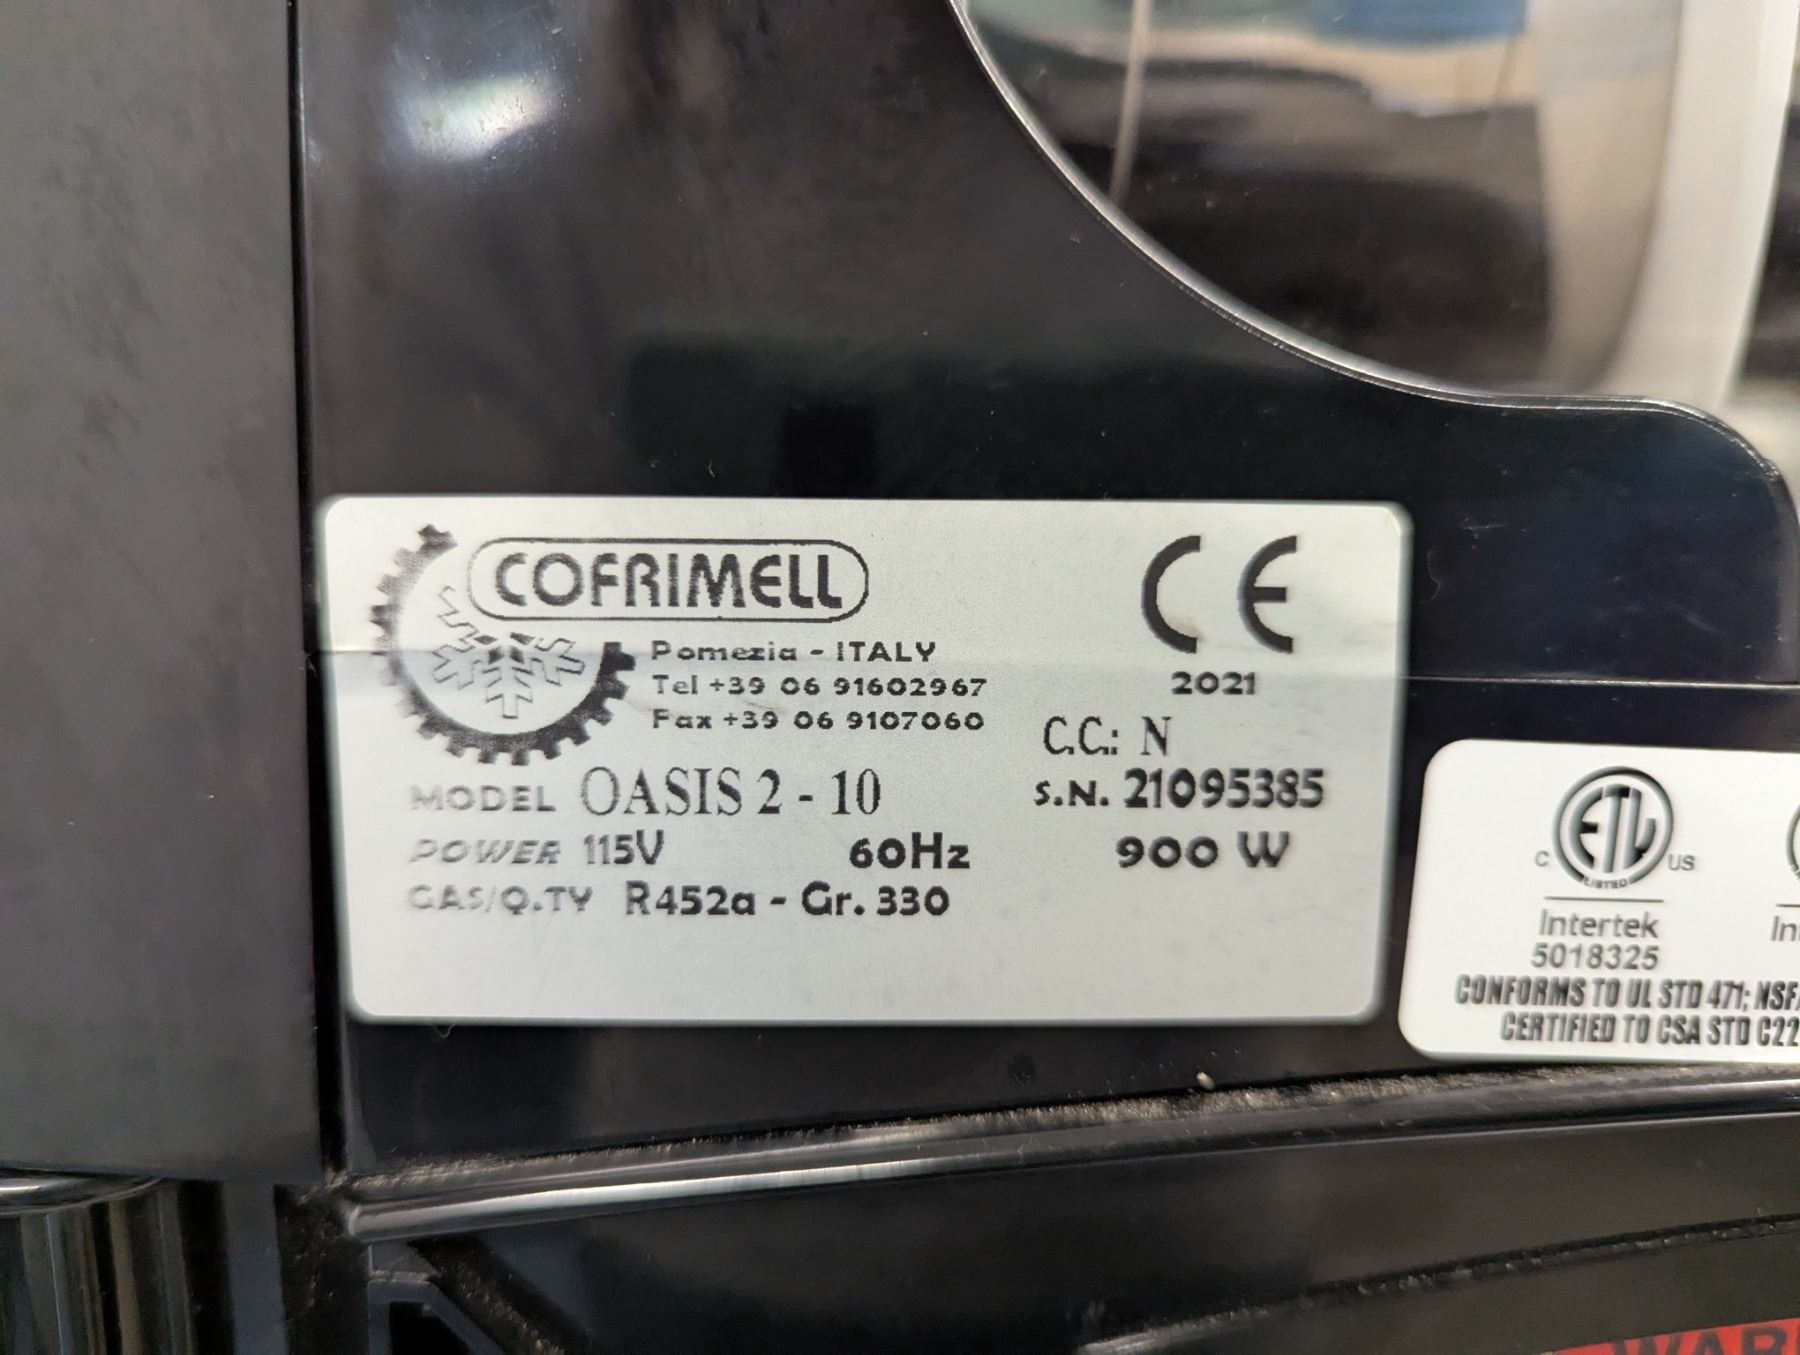 COFRIMELL
Pomezia - ITALY
Tel +39 06 91602967
Fax +39 06 9107060
CE
2021
C.C.: N
MODEL OASIS 2 - 10
S.N. 21095385
POWER 115V 60Hz 900 W
GAS/Q.TY R452a - Gr. 330
C ETL US
LISTED
Intertek
5018325
CONFORMS TO UL STD 471; NSF/
CERTIFIED TO CSA STD C22